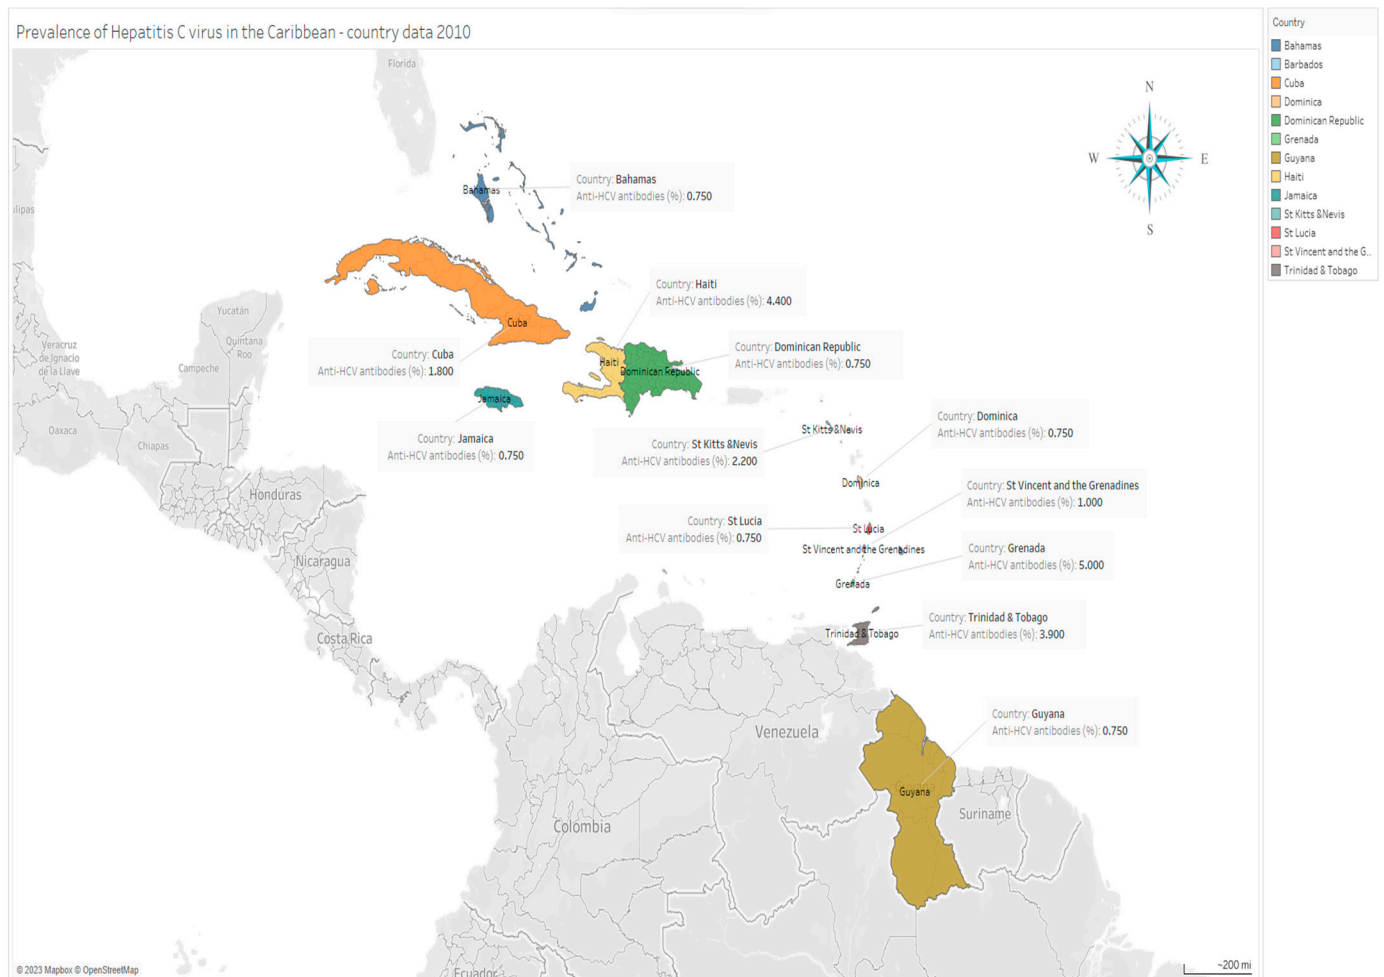 Prevalence of Hepatitis C virus in the Caribbean - country data 2010
Country
Bahamas
Barbados
Cuba
Dominica
Dominican Republic
Grenada
Guyana
Haiti
Jamaica
St Kitts &Nevis
St Lucia
St Vincent and the G..
Trinidad & Tobago
Florida
N
W
E
S
Bahamas
Country: Bahamas
Anti-HCV antibodies (%): 0.750
ulipas
Country: Haiti
Anti-HCV antibodies (%): 4.400
Yucatán
Quintana
Roo
Campeche
Veracruz
de Ignacio
de la Llave
Cuba
Country: Cuba
Anti-HCV antibodies (%): 1.800
Haiti
Dominican Republic
Country: Dominican Republic
Anti-HCV antibodies (%): 0.750
Jamaica
Country: Jamaica
Anti-HCV antibodies (%): 0.750
Oaxaca
Chiapas
St Kitts &Nevis
Country: St Kitts &Nevis
Anti-HCV antibodies (%): 2.200
Country: Dominica
Anti-HCV antibodies (%): 0.750
Dominica
Honduras
Country: St Vincent and the Grenadines
Anti-HCV antibodies (%): 1.000
Country: St Lucia
Anti-HCV antibodies (%): 0.750
St Lucia
St Vincent and the Grenadines
Country: Grenada
Anti-HCV antibodies (%): 5.000
Nicaragua
Grenada
Costa Rica
Trinidad & Tobago
Country: Trinidad & Tobago
Anti-HCV antibodies (%): 3.900
Venezuela
Country: Guyana
Anti-HCV antibodies (%): 0.750
Guyana
Suriname
Colombia
Ecuador
© 2023 Mapbox © OpenStreetMap
~200 mi